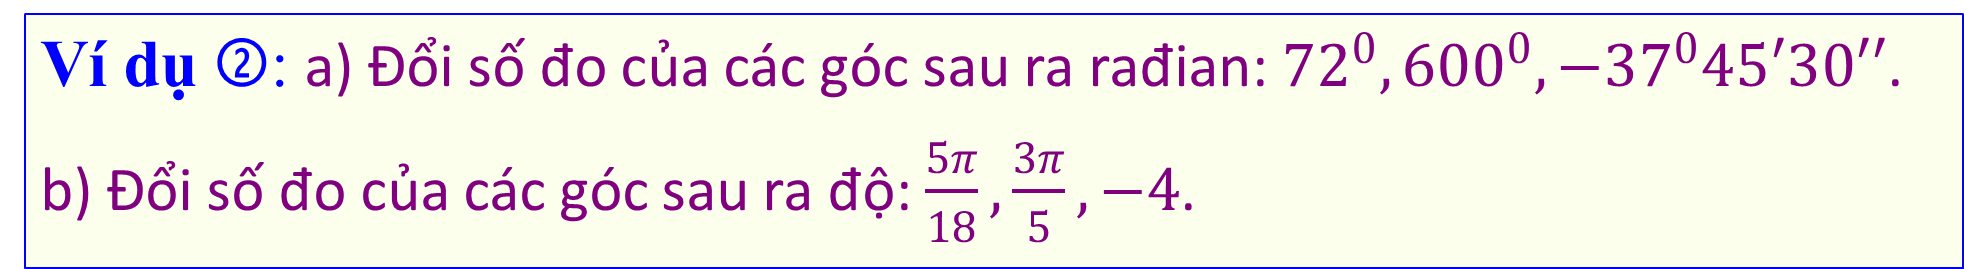 Ví dụ ②: a) Đổi số đo của các góc sau ra rađian: 72⁰, 600⁰, −37⁰45′30′′.
b) Đổi số đo của các góc sau ra độ: 5π/18, 3π/5, −4.